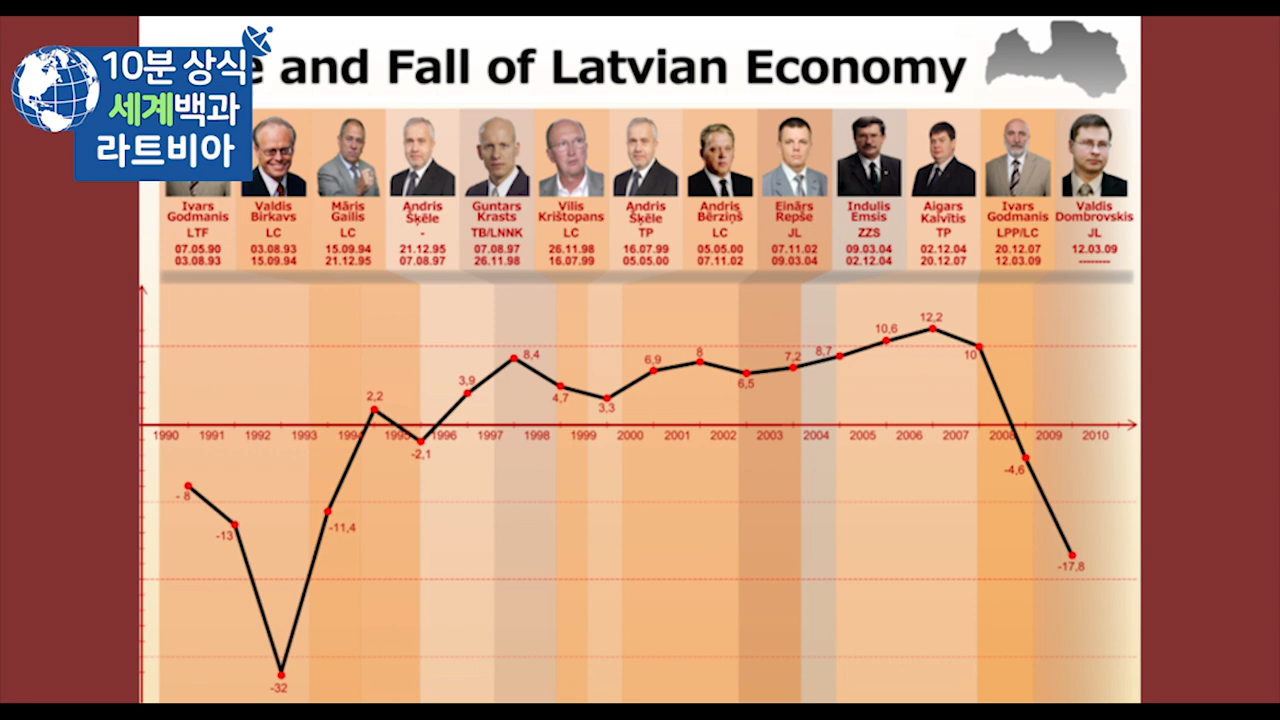 10분 상식
세계백과
라트비아
e and Fall of Latvian Economy
Ivars Godmanis
LTF
07.05.90
03.08.93
Valdis Birkavs
LC
03.08.93
15.09.94
Māris Gailis
LC
15.09.94
21.12.95
Andris Šķēle
-
21.12.95
07.08.97
Guntars Krasts
TB/LNNK
07.08.97
26.11.98
Vilis Krištopans
LC
26.11.98
16.07.99
Andris Šķēle
TP
16.07.99
05.05.00
Andris Bērziņš
LC
05.05.00
07.11.02
Einārs Repše
JL
07.11.02
09.03.04
Indulis Emsis
ZZS
09.03.04
02.12.04
Aigars Kalvītis
TP
02.12.04
20.12.07
Ivars Godmanis
LPP/LC
20.12.07
12.03.09
Valdis Dombrovskis
JL
12.03.09
--------
12,2
10,6
8,4
8
8,7
10
6,9
7,2
3,9
4,7
6,5
2,2
3,3
1990 1991 1992 1993 1994 1995 1996 1997 1998 1999 2000 2001 2002 2003 2004 2005 2006 2007 2008 2009 2010
-2,1
-4,6
- 8
-13
-11,4
-17,8
-32